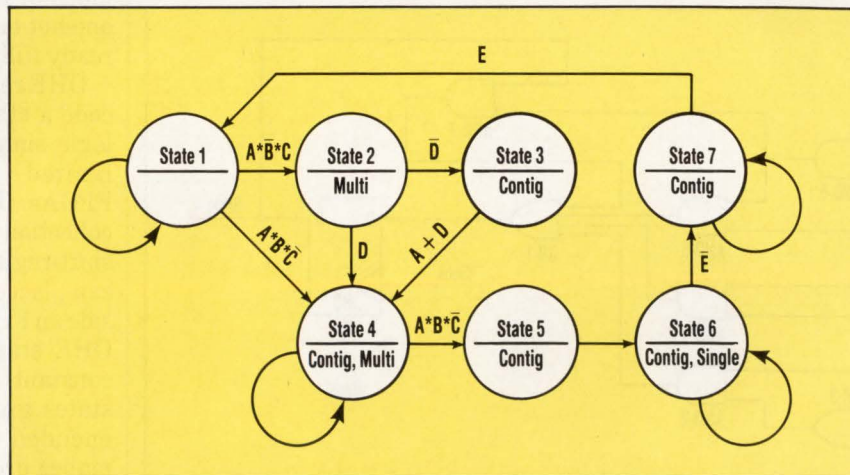 E
State 1
A*B̅*C
State 2
Multi
D̅
State 3
Contig
State 7
Contig
A*B*C̅
D
A + D
E̅
State 4
Contig, Multi
A*B*C̅
State 5
Contig
State 6
Contig, Single